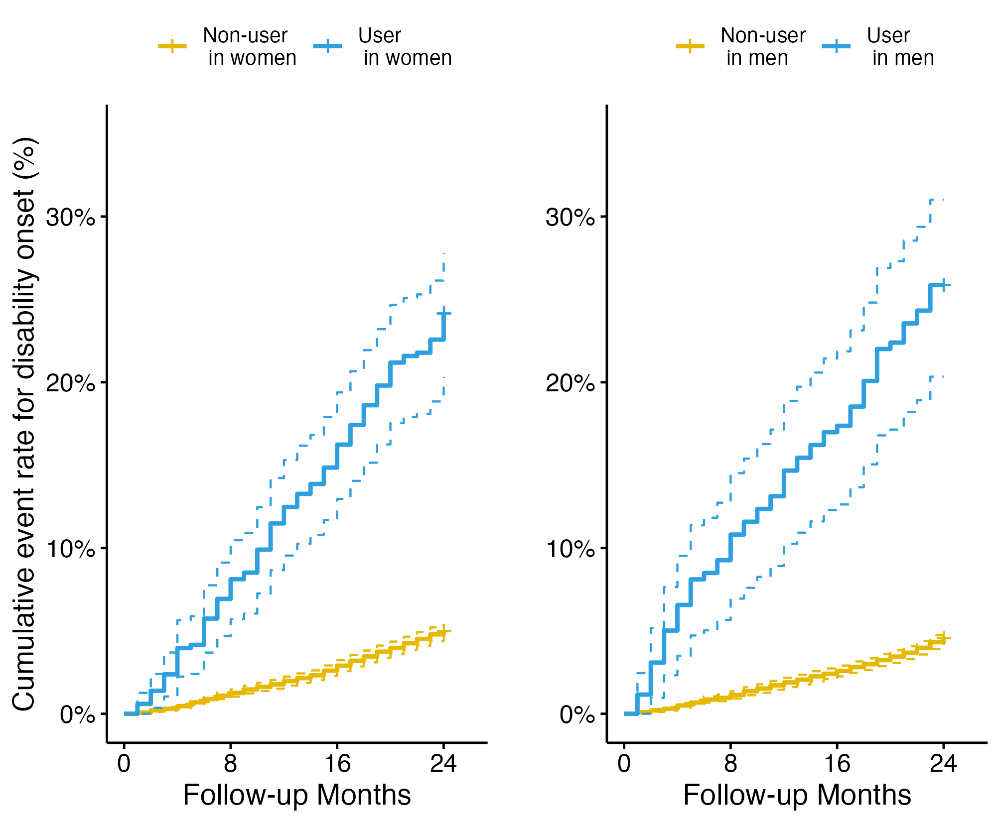 Non-user
in women
User
in women
Non-user
in men
User
in men
Cumulative event rate for disability onset (%)
30%
20%
10%
0%
0
8
16
24
Follow-up Months
30%
20%
10%
0%
0
8
16
24
Follow-up Months